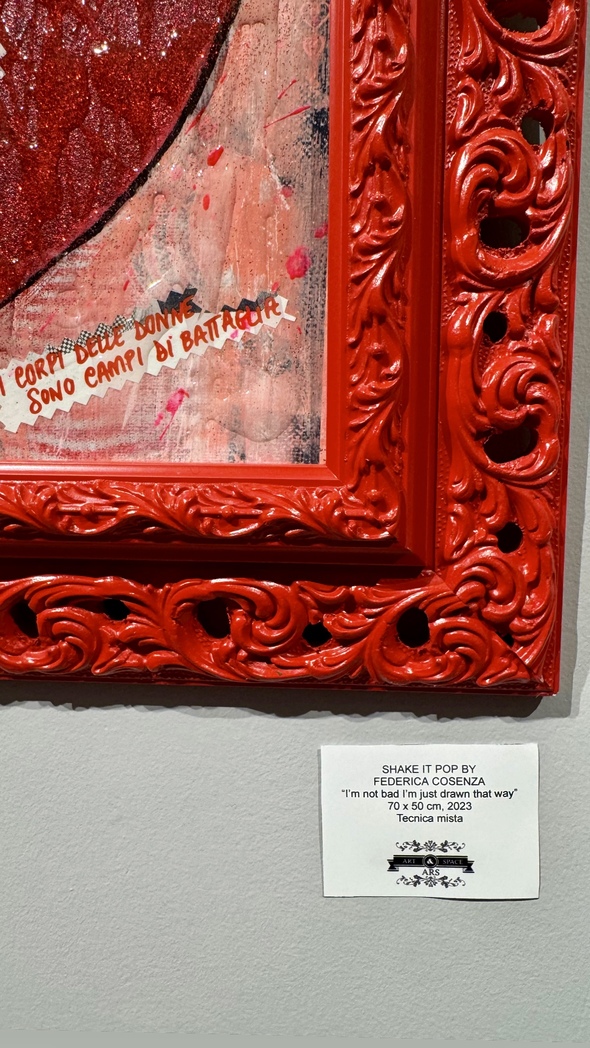 I CORPI DELLE DONNE
SONO CAMPI DI BATTAGLIA
SHAKE IT POP BY
FEDERICA COSENZA
“I’m not bad I’m just drawn that way”
70 x 50 cm, 2023
Tecnica mista
ART & SPACE
ARS